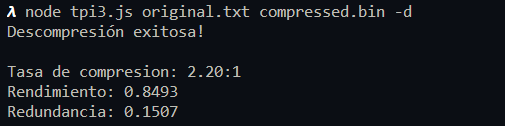 λ node tpi3.js original.txt compressed.bin -d
Descompresión exitosa!
Tasa de compresion: 2.20:1
Rendimiento: 0.8493
Redundancia: 0.1507